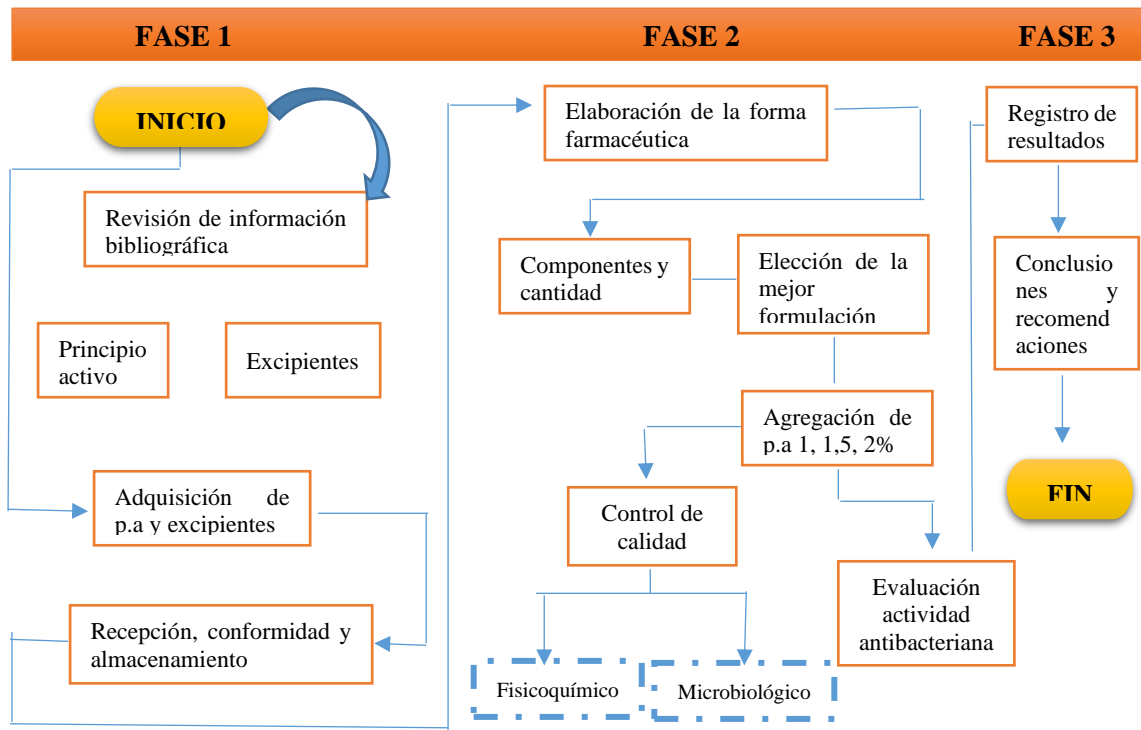 FASE 1
FASE 2
FASE 3
INICIO
Revisión de información
bibliográfica
Principio
activo
Excipientes
Adquisición de
p.a y excipientes
Recepción, conformidad y
almacenamiento
Elaboración de la forma
farmacéutica
Componentes y
cantidad
Elección de la
mejor
formulación
Agregación de
p.a 1, 1,5, 2%
Control de
calidad
Fisicoquímico
Microbiológico
Evaluación
actividad
antibacteriana
Registro de
resultados
Conclusio
nes y
recomend
aciones
FIN